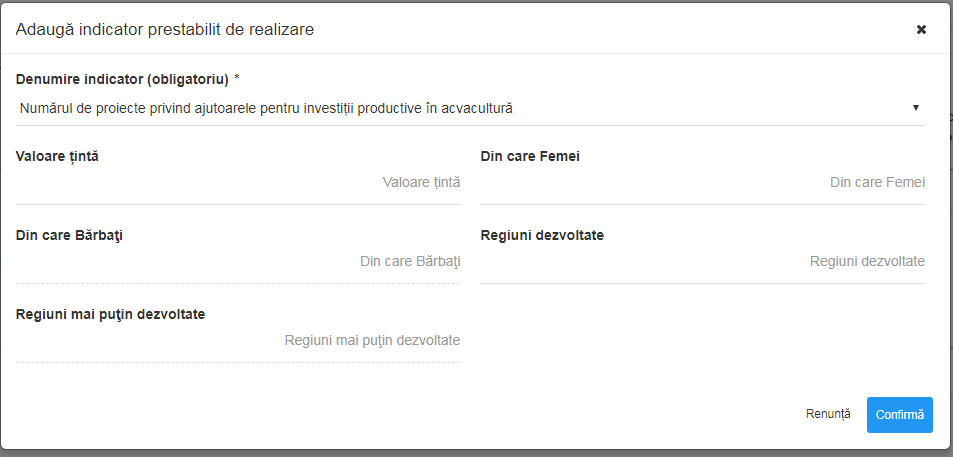 Adaugă indicator prestabilit de realizare
Denumire indicator (obligatoriu) *
Numărul de proiecte privind ajutoarele pentru investiții productive în acvacultură
Valoare țintă
Din care Femei
Valoare țintă
Din care Femei
Din care Bărbaţi
Regiuni dezvoltate
Din care Bărbaţi
Regiuni dezvoltate
Regiuni mai puţin dezvoltate
Regiuni mai puţin dezvoltate
Renunță
Confirmă